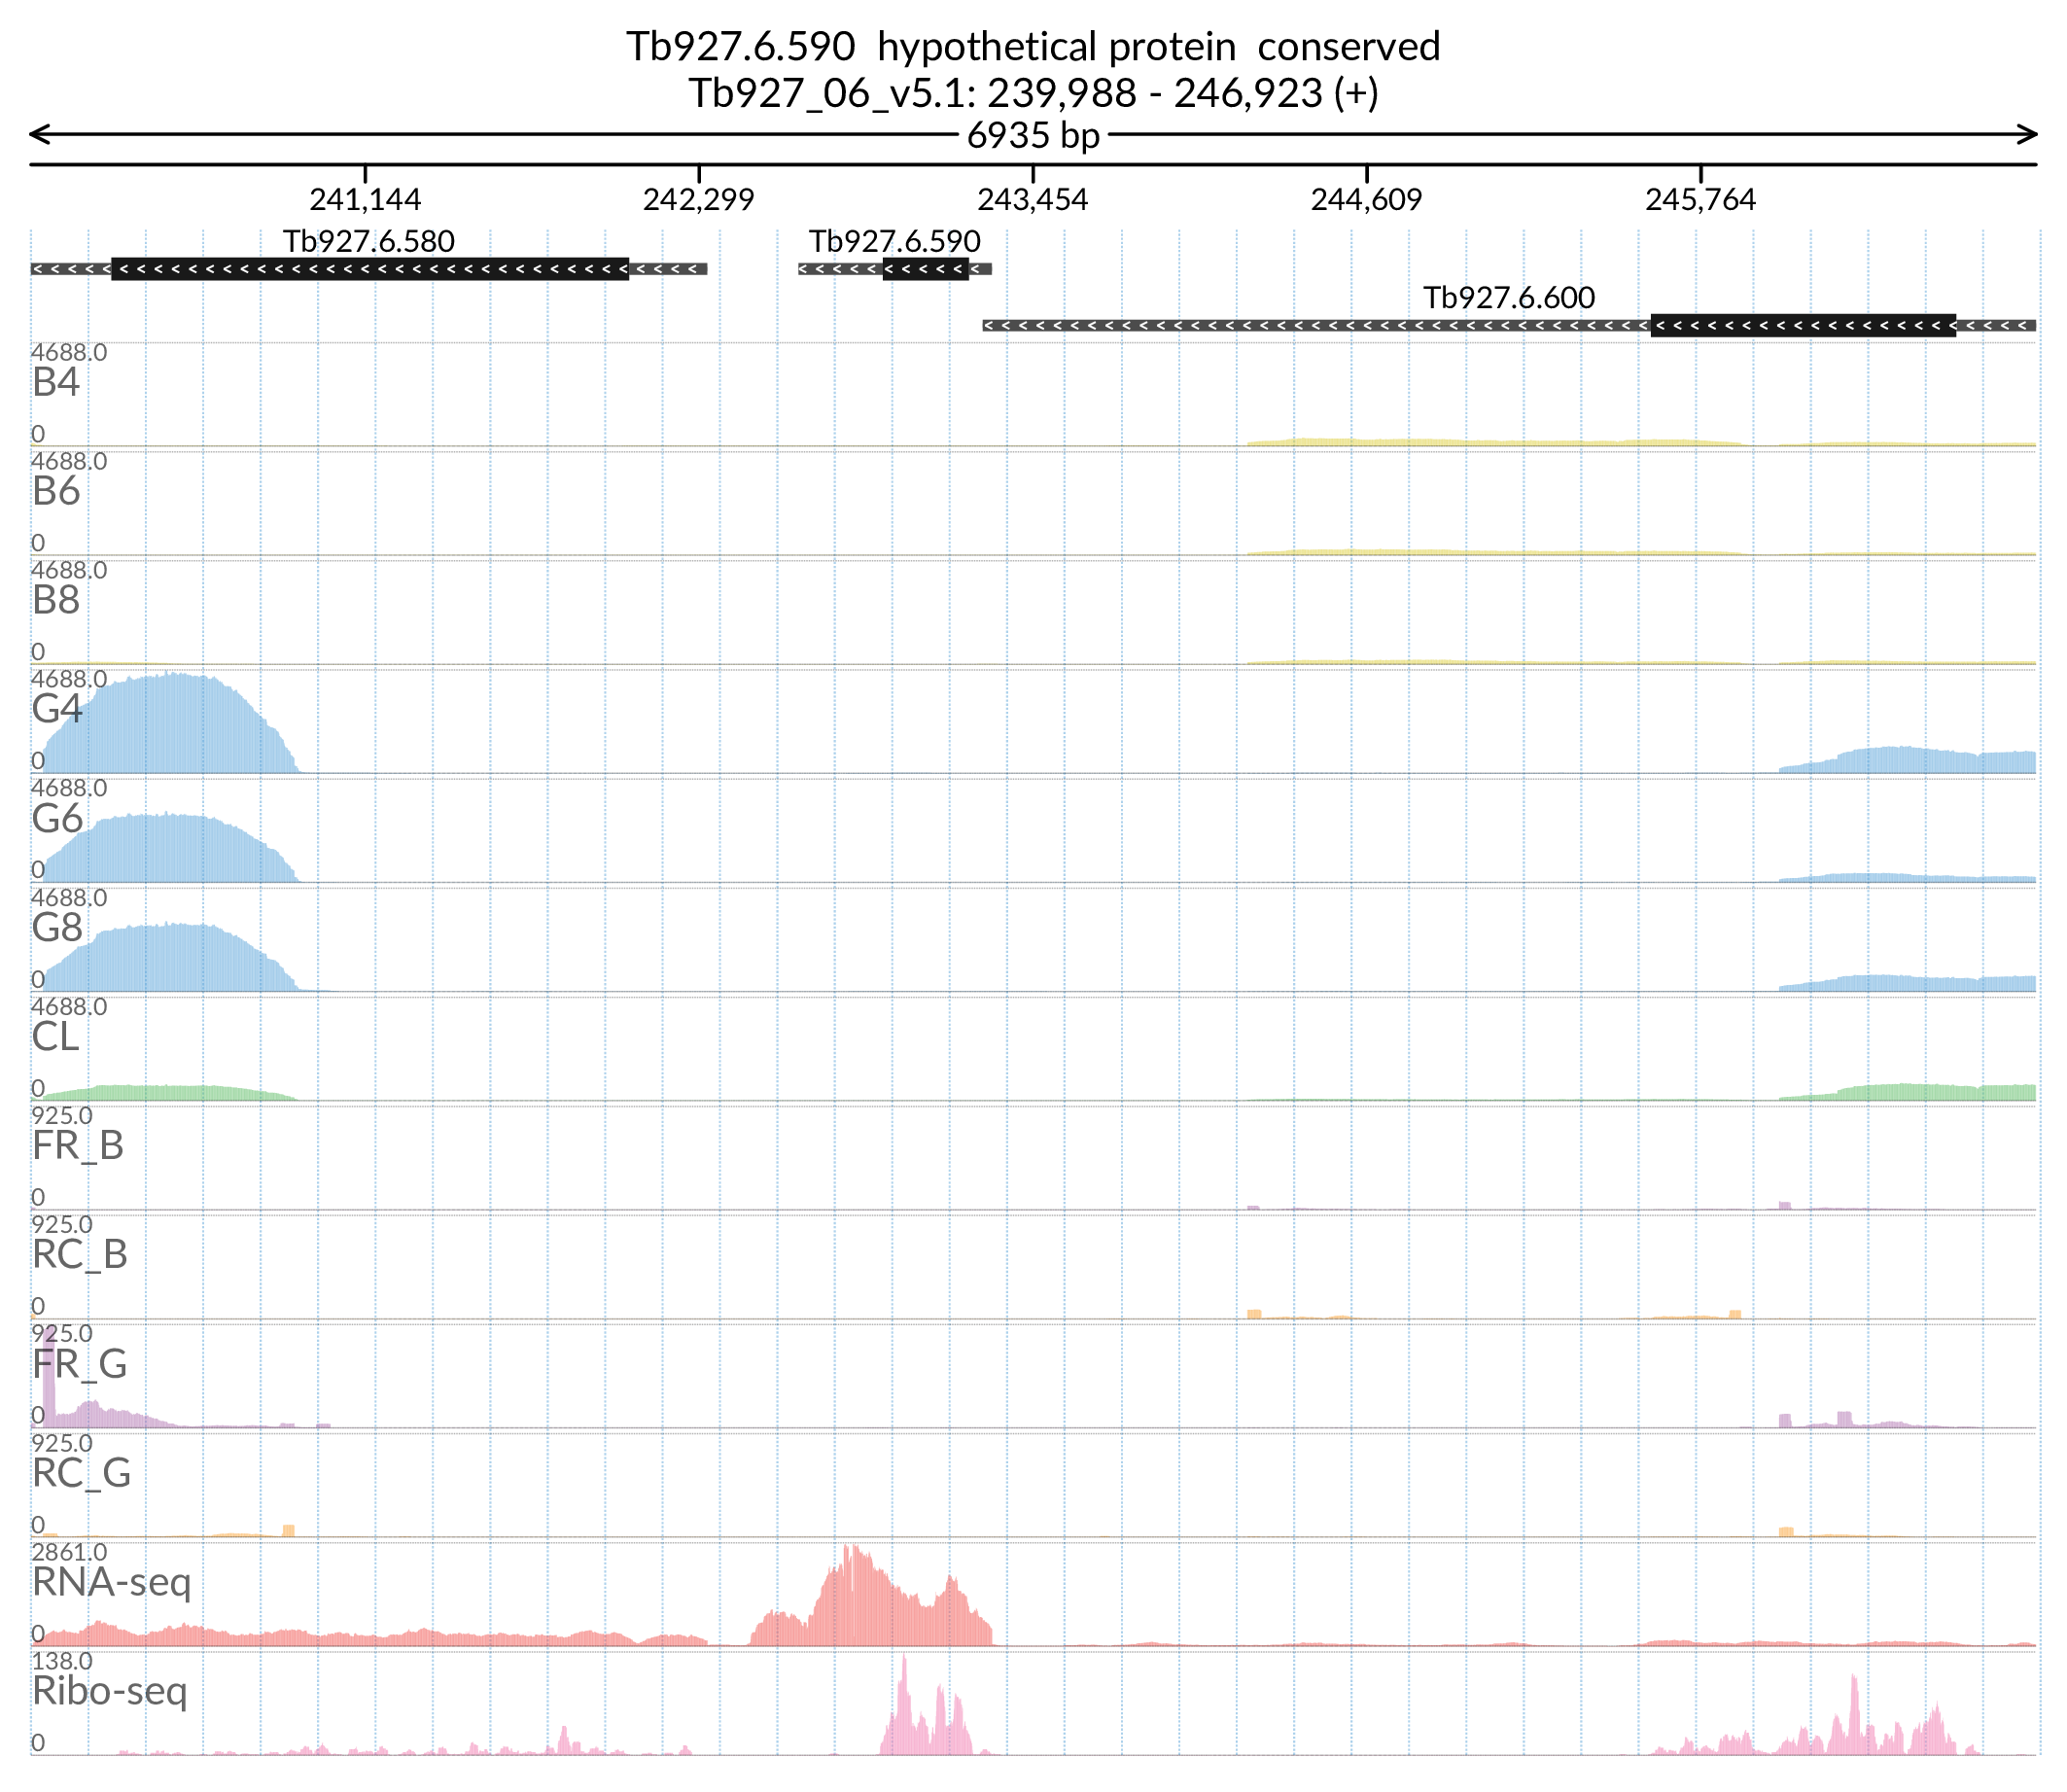 Tb927.6.590  hypothetical protein  conserved
Tb927_06_v5.1: 239,988 - 246,923 (+)
6935 bp
241,144 242,299 243,454 244,609 245,764
Tb927.6.580 Tb927.6.590
Tb927.6.600
4688.0
B4
0
4688.0
B6
0
4688.0
B8
0
4688.0
G4
0
4688.0
G6
0
4688.0
G8
0
4688.0
CL
0
925.0
FR_B
0
925.0
RC_B
0
925.0
FR_G
0
925.0
RC_G
0
2861.0
RNA-seq
0
138.0
Ribo-seq
0